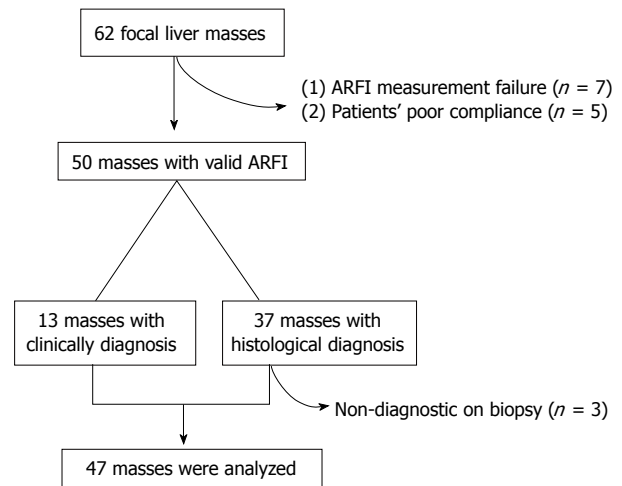 62 focal liver masses
(1) ARFI measurement failure (n = 7)
(2) Patients' poor compliance (n = 5)
50 masses with valid ARFI
13 masses with
clinically diagnosis
37 masses with
histological diagnosis
Non-diagnostic on biopsy (n = 3)
47 masses were analyzed